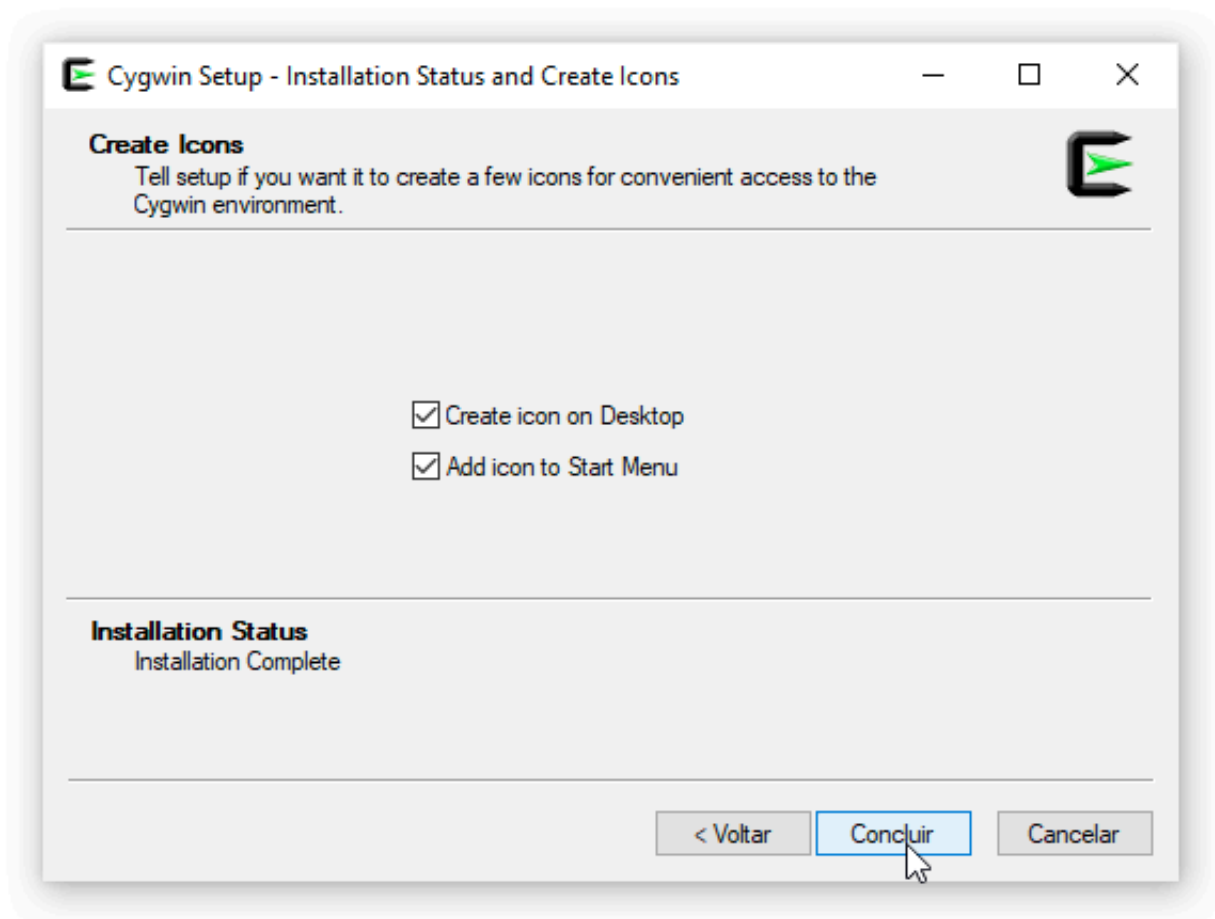 Cygwin Setup - Installation Status and Create Icons
Create Icons
Tell setup if you want it to create a few icons for convenient access to the
Cygwin environment.
Create icon on Desktop
Add icon to Start Menu
Installation Status
Installation Complete
< Voltar
Concluir
Cancelar